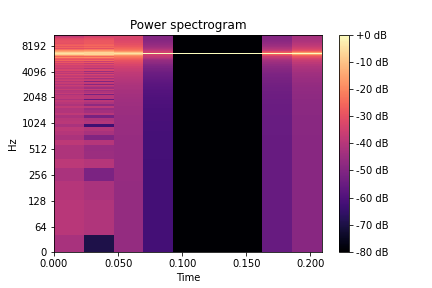 Power spectrogram
8192
4096
2048
1024
512
256
128
64
0
Hz
0.000 0.050 0.100 0.150 0.200
Time
+0 dB
-10 dB
-20 dB
-30 dB
-40 dB
-50 dB
-60 dB
-70 dB
-80 dB